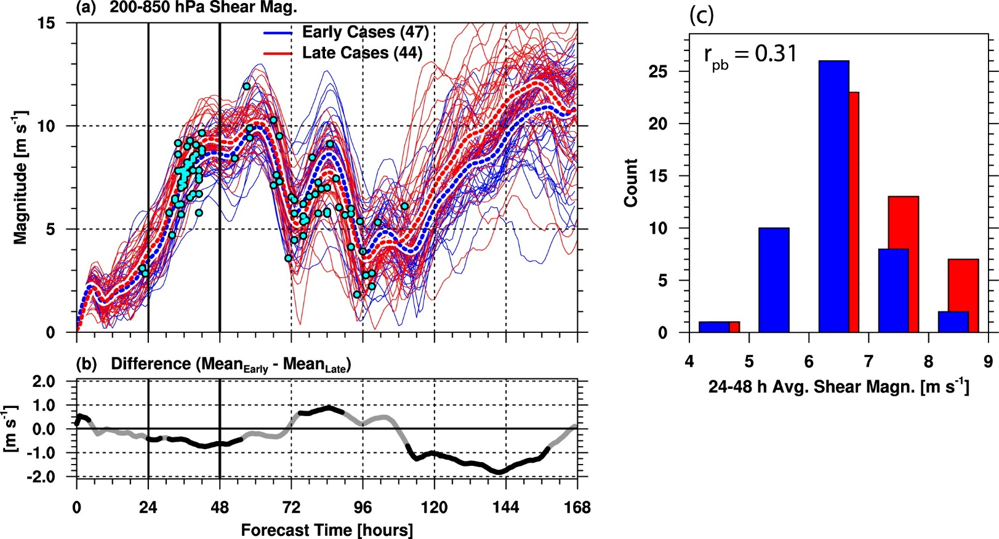 (a) 200-850 hPa Shear Mag.
15
10
5
0
Magnitude [m s-1]
Early Cases (47)
Late Cases (44)
(b) Difference (MeanEarly - MeanLate)
2.0
1.0
0.0
-1.0
-2.0
[m s-1]
0 24 48 72 96 120 144 168
Forecast Time [hours]
(c)
rpb = 0.31
25
20
15
10
5
0
Count
4 5 6 7 8 9
24-48 h Avg. Shear Magn. [m s-1]